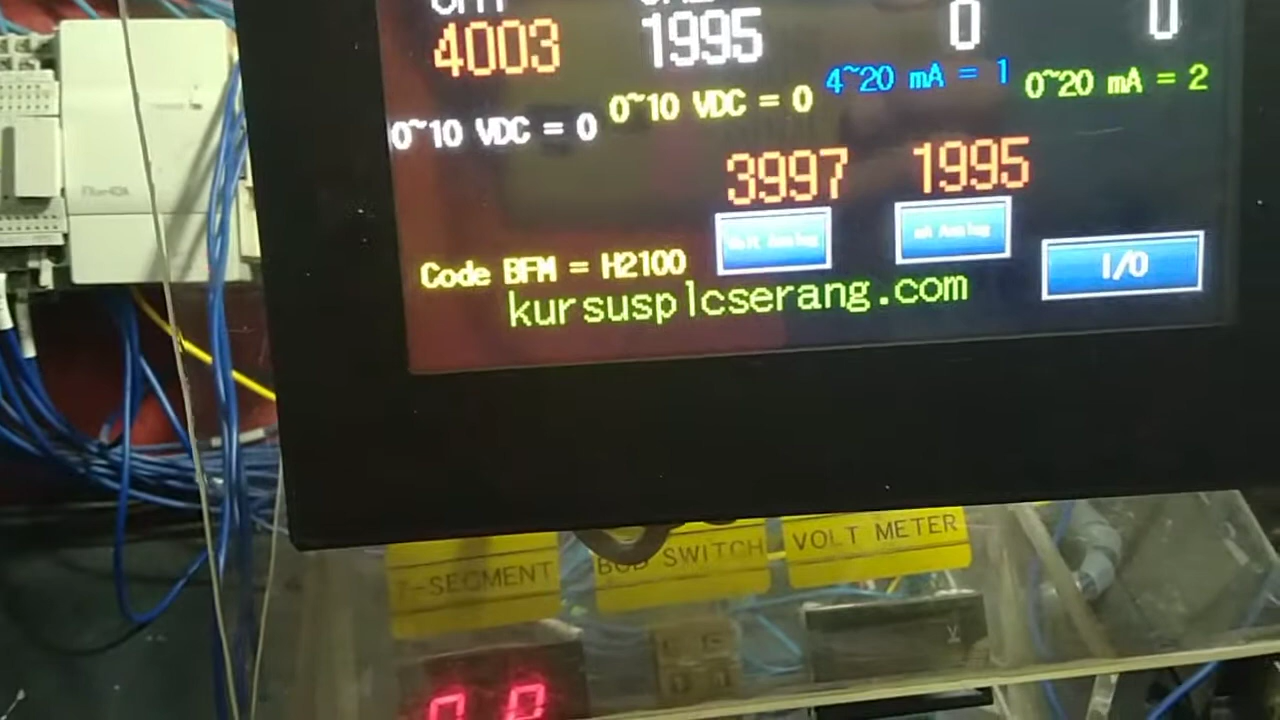 4003 1995 0 0
0~10 VDC = 0 0~10 VDC = 0 4~20 mA = 1 0~20 mA = 2
3997 1995
Analog
I/O
Code BFM = H2100
kursusplcserang.com
7-SEGMENT
BCD SWITCH
VOLT METER
V